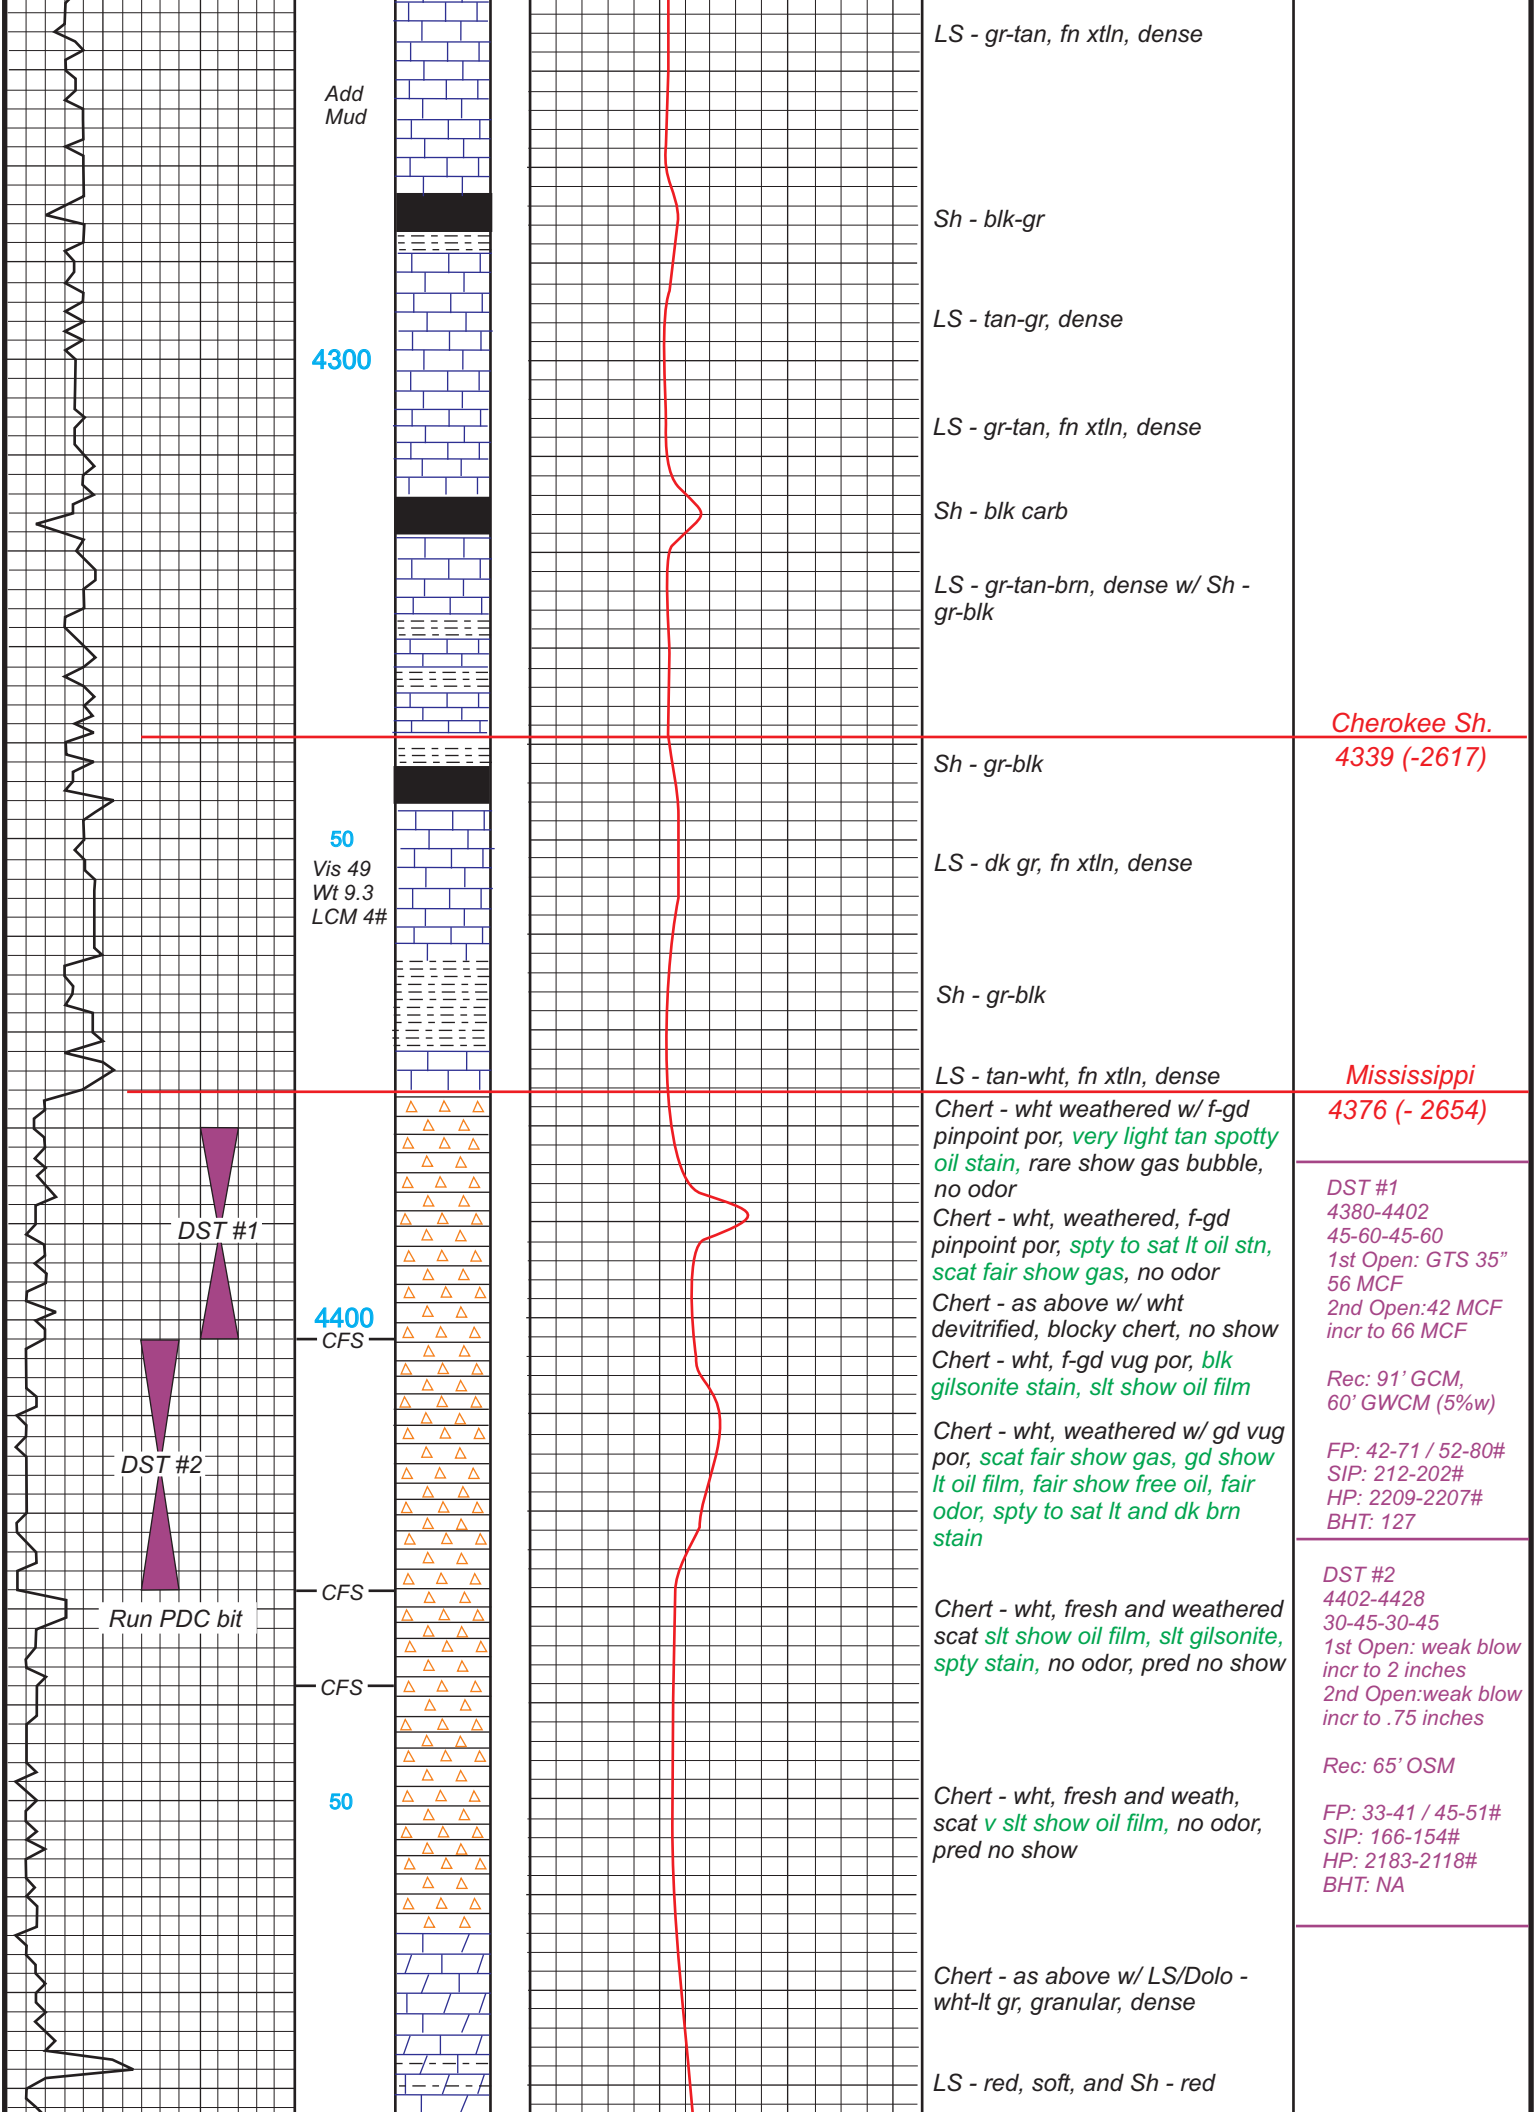 LS - gr-tan, fn xtln, dense
Add
Mud
Sh - blk-gr
LS - tan-gr, dense
4300
LS - gr-tan, fn xtln, dense
Sh - blk carb
LS - gr-tan-brn, dense w/ Sh -
gr-blk
Cherokee Sh.
4339 (-2617)
Sh - gr-blk
50
Vis 49
Wt 9.3
LCM 4#
LS - dk gr, fn xtln, dense
Sh - gr-blk
LS - tan-wht, fn xtln, dense
Mississippi
4376 (- 2654)
Chert - wht weathered w/ f-gd
pinpoint por, very light tan spotty
oil stain, rare show gas bubble,
no odor
Chert - wht, weathered, f-gd
pinpoint por, spty to sat lt oil stn,
scat fair show gas, no odor
Chert - as above w/ wht
devitrified, blocky chert, no show
Chert - wht, f-gd vug por, blk
gilsonite stain, slt show oil film
Chert - wht, weathered w/ gd vug
por, scat fair show gas, gd show
lt oil film, fair show free oil, fair
odor, spty to sat lt and dk brn
stain
DST #1
4380-4402
45-60-45-60
1st Open: GTS 35”
56 MCF
2nd Open:42 MCF
incr to 66 MCF
Rec: 91’ GCM,
60’ GWCM (5%w)
FP: 42-71 / 52-80#
SIP: 212-202#
HP: 2209-2207#
BHT: 127
DST #1
4400
CFS
DST #2
CFS
Run PDC bit
CFS
Chert - wht, fresh and weathered
scat slt show oil film, slt gilsonite,
spty stain, no odor, pred no show
DST #2
4402-4428
30-45-30-45
1st Open: weak blow
incr to 2 inches
2nd Open:weak blow
incr to .75 inches
Rec: 65’ OSM
FP: 33-41 / 45-51#
SIP: 166-154#
HP: 2183-2118#
BHT: NA
50
Chert - wht, fresh and weath,
scat v slt show oil film, no odor,
pred no show
Chert - as above w/ LS/Dolo -
wht-lt gr, granular, dense
LS - red, soft, and Sh - red